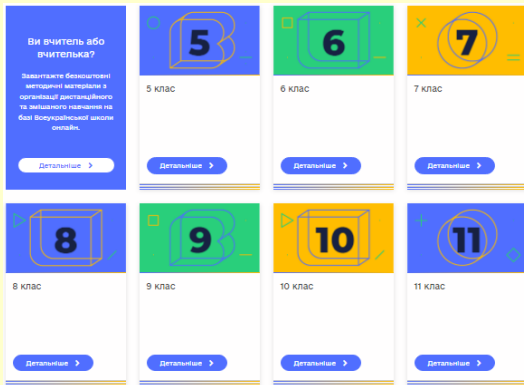 Ви вчитель або
вчителька?
Завантажте безкоштовні
методичні матеріали з
організації дистанційного
та змішаного навчання на
базі Всеукраїнської школи
онлайн.
Детальніше
5
5 клас
Детальніше
6
6 клас
Детальніше
7
7 клас
Детальніше
8
8 клас
Детальніше
9
9 клас
Детальніше
10
10 клас
Детальніше
11
11 клас
Детальніше